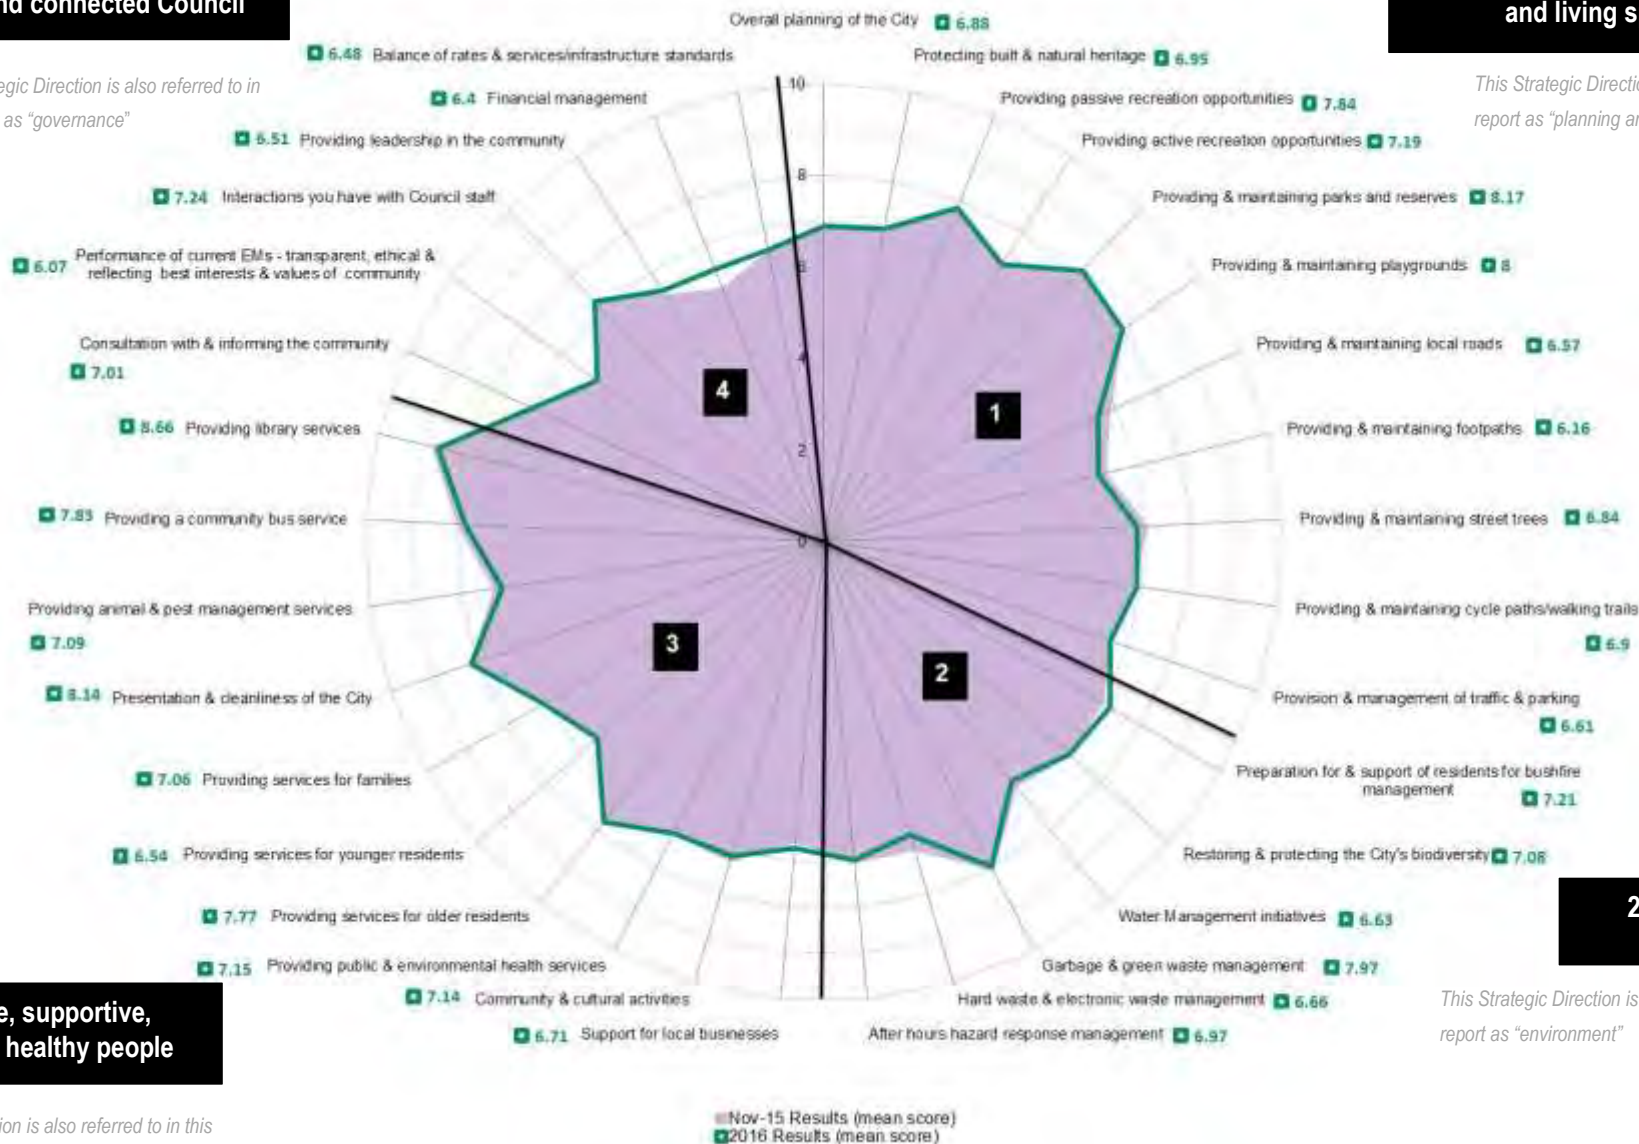 nd connected Council
egic Direction is also referred to in
as “governance”
and living s
This Strategic Directi
report as “planning a
Overall planning of the City 6.88
Protecting built & natural heritage 6.95
Providing passive recreation opportunities 7.84
Providing active recreation opportunities 7.19
Providing & maintaining parks and reserves 8.17
Providing & maintaining playgrounds 8
Providing & maintaining local roads 6.57
Providing & maintaining footpaths 6.16
Providing & maintaining street trees 6.84
Providing & maintaining cycle paths/walking trails
6.9
Provision & management of traffic & parking
6.61
Preparation for & support of residents for bushfire
management 7.21
Restoring & protecting the City's biodiversity 7.08
Water Management initiatives 6.63
Garbage & green waste management 7.97
Hard waste & electronic waste management 6.66
After hours hazard response management 6.97
6.71 Support for local businesses
7.14 Community & cultural activities
7.15 Providing public & environmental health services
7.77 Providing services for older residents
6.54 Providing services for younger residents
7.06 Providing services for families
8.14 Presentation & cleanliness of the City
Providing animal & pest management services
7.09
7.83 Providing a community bus service
8.66 Providing library services
Consultation with & informing the community
7.01
6.07 Performance of current EMs - transparent, ethical &
reflecting best interests & values of community
7.24 Interactions you have with Council staff
6.51 Providing leadership in the community
6.4 Financial management
6.48 Balance of rates & services/infrastructure standards
10
8
6
4
2
0
4
1
3
2
2
This Strategic Direction is
report as “environment”
e, supportive,
healthy people
ion is also referred to in this
Nov-15 Results (mean score)
2016 Results (mean score)